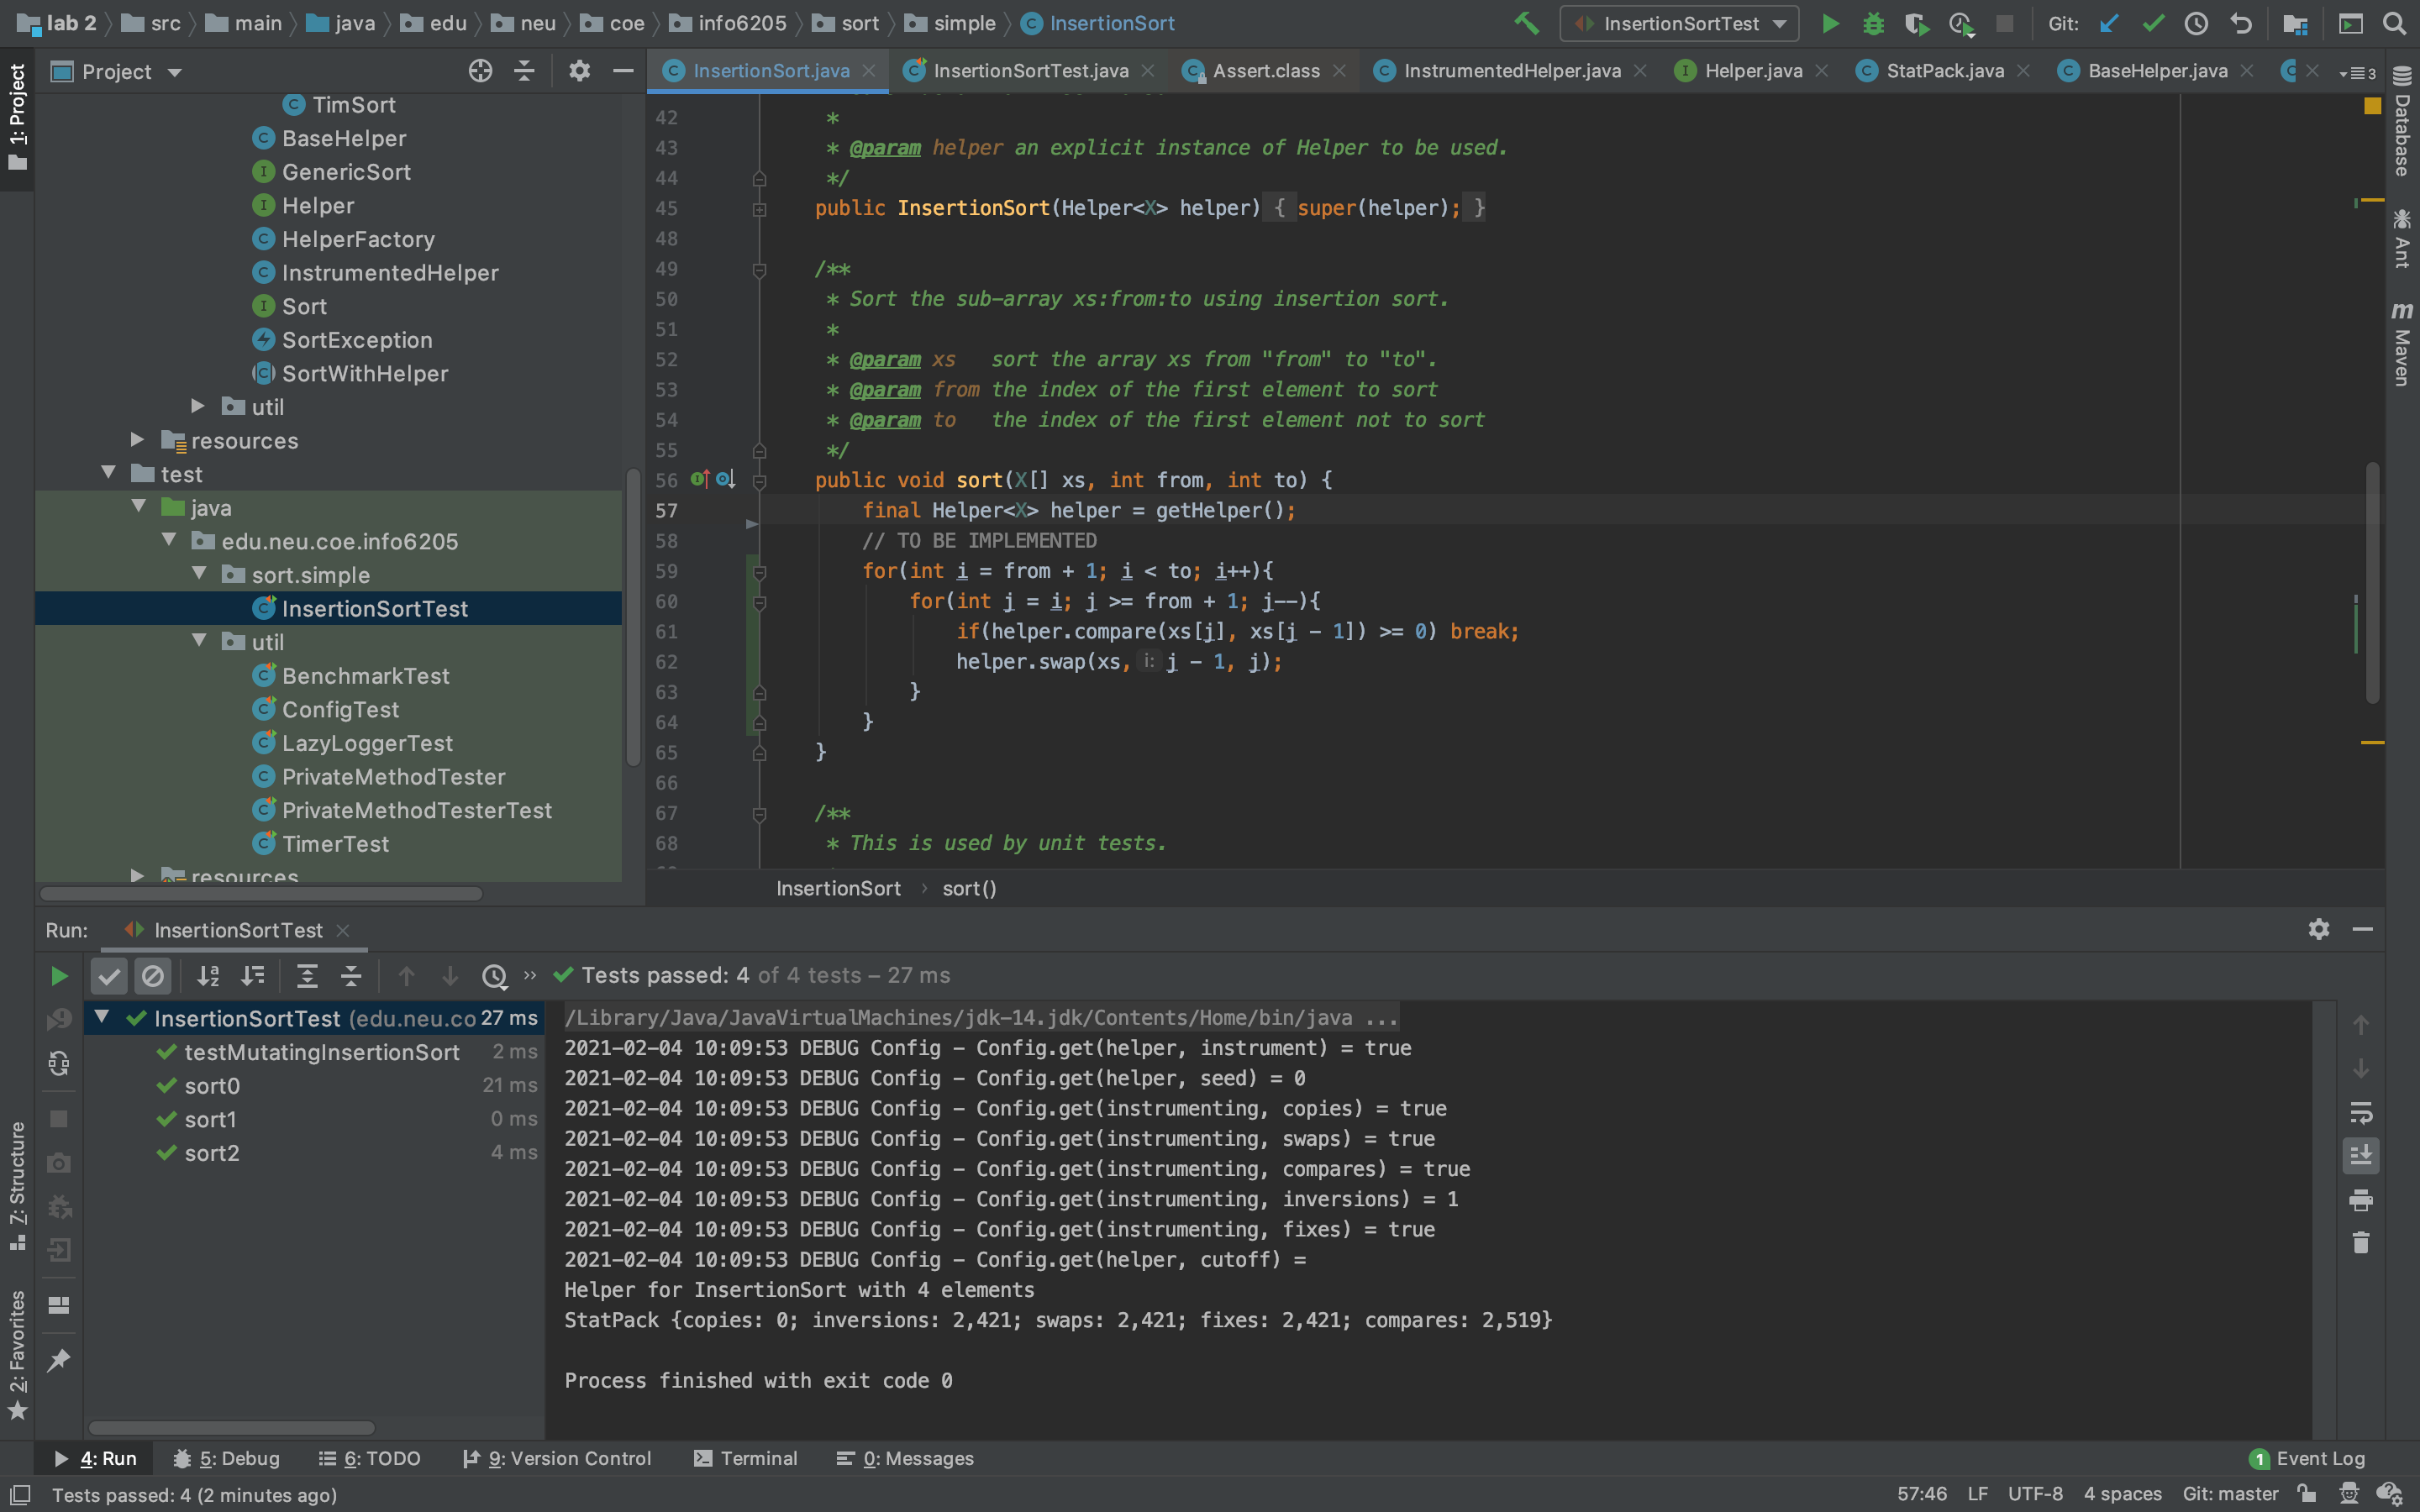 lab 2 src main java edu neu coe info6205 sort simple InsertionSort
InsertionSortTest
Git:
1: Project
Project
TimSort
BaseHelper
GenericSort
Helper
HelperFactory
InstrumentedHelper
Sort
SortException
SortWithHelper
util
resources
test
java
edu.neu.coe.info6205
sort.simple
InsertionSortTest
util
BenchmarkTest
ConfigTest
LazyLoggerTest
PrivateMethodTester
PrivateMethodTesterTest
TimerTest
resources
InsertionSort.java InsertionSortTest.java Assert.class InstrumentedHelper.java Helper.java StatPack.java BaseHelper.java 3
42 *
43 * @param helper an explicit instance of Helper to be used.
44 */
45 public InsertionSort(Helper<X> helper) { super(helper); }
48
49 /**
50 * Sort the sub-array xs:from:to using insertion sort.
51 *
52 * @param xs sort the array xs from "from" to "to".
53 * @param from the index of the first element to sort
54 * @param to the index of the first element not to sort
55 */
56 public void sort(X[] xs, int from, int to) {
57 final Helper<X> helper = getHelper();
58 // TO BE IMPLEMENTED
59 for(int i = from + 1; i < to; i++){
60 for(int j = i; j >= from + 1; j--){
61 if(helper.compare(xs[j], xs[j - 1]) >= 0) break;
62 helper.swap(xs, i: j - 1, j);
63 }
64 }
65 }
66
67 /**
68 * This is used by unit tests.
InsertionSort › sort()
Database
Ant
Maven
Run: InsertionSortTest
Tests passed: 4 of 4 tests – 27 ms
InsertionSortTest (edu.neu.co 27 ms
testMutatingInsertionSort 2 ms
sort0 21 ms
sort1 0 ms
sort2 4 ms
/Library/Java/JavaVirtualMachines/jdk-14.jdk/Contents/Home/bin/java ...
2021-02-04 10:09:53 DEBUG Config - Config.get(helper, instrument) = true
2021-02-04 10:09:53 DEBUG Config - Config.get(helper, seed) = 0
2021-02-04 10:09:53 DEBUG Config - Config.get(instrumenting, copies) = true
2021-02-04 10:09:53 DEBUG Config - Config.get(instrumenting, swaps) = true
2021-02-04 10:09:53 DEBUG Config - Config.get(instrumenting, compares) = true
2021-02-04 10:09:53 DEBUG Config - Config.get(instrumenting, inversions) = 1
2021-02-04 10:09:53 DEBUG Config - Config.get(instrumenting, fixes) = true
2021-02-04 10:09:53 DEBUG Config - Config.get(helper, cutoff) =
Helper for InsertionSort with 4 elements
StatPack {copies: 0; inversions: 2,421; swaps: 2,421; fixes: 2,421; compares: 2,519}
Process finished with exit code 0
7: Structure
2: Favorites
4: Run 5: Debug 6: TODO 9: Version Control Terminal 0: Messages 1 Event Log
Tests passed: 4 (2 minutes ago) 57:46 LF UTF-8 4 spaces Git: master